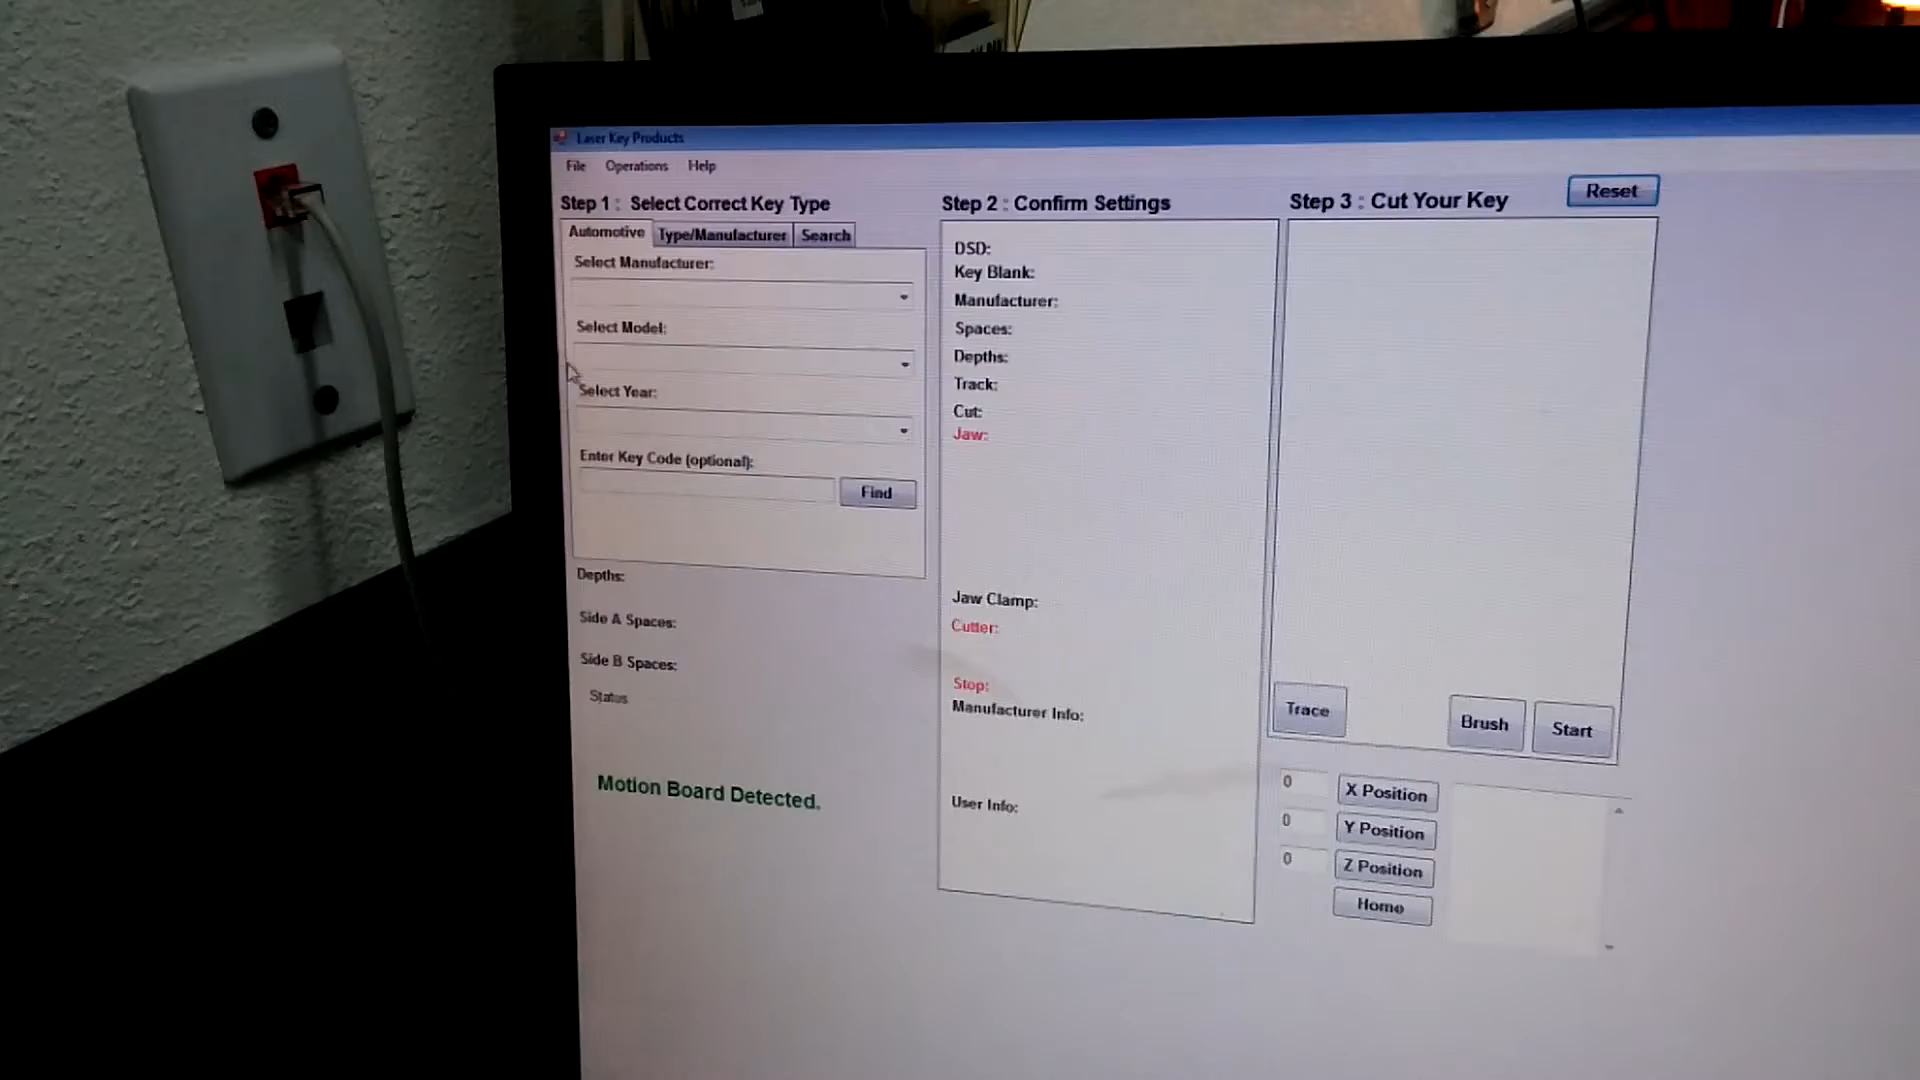 Laser Key Products
File Operations Help
Step 1 : Select Correct Key Type
Automotive Type/Manufacturer Search
Select Manufacturer:
Select Model:
Select Year:
Enter Key Code (optional):
Find
Depths:
Side A Spaces:
Side B Spaces:
Status
Motion Board Detected.
Step 2 : Confirm Settings
DSD:
Key Blank:
Manufacturer:
Spaces:
Depths:
Track:
Cut:
Jaw:
Jaw Clamp:
Cutter:
Stop:
Manufacturer Info:
User Info:
Step 3 : Cut Your Key
Reset
Trace Brush Start
0 X Position
0 Y Position
0 Z Position
Home